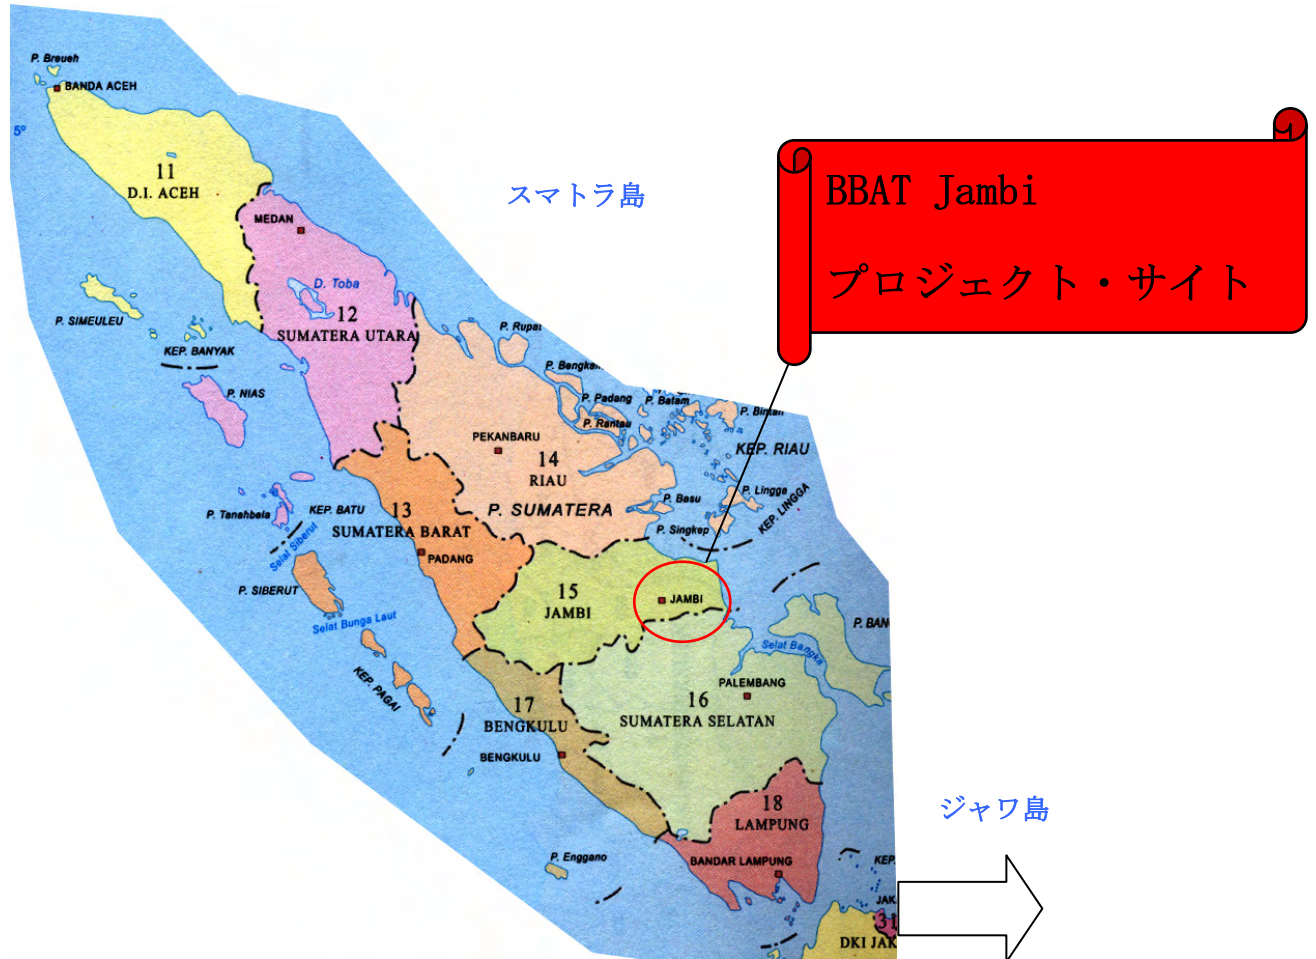 P. Breueh
BANDA ACEH
5°
11
D.I. ACEH
スマトラ島
BBAT Jambi
プロジェクト・サイト
MEDAN
D. Toba
12
SUMATERA UTARA
P. SIMEULEU
KEP. BANYAK
P. NIAS
P. Rupat
P. Padang
P. Batam
P. Rantau
P. Bintan
KEP. RIAU
PEKANBARU
14
RIAU
P. SUMATERA
P. Basu
P. Lingga
KEP. LINGGA
P. Singkep
P. Tanahbela
KEP. BATU
13
SUMATERA BARAT
PADANG
Selat Siberut
P. SIBERUT
Selat Bunga Laut
KEP. PAGAI
15
JAMBI
JAMBI
P. BAN
Selat Bangka
PALEMBANG
16
SUMATERA SELATAN
17
BENGKULU
BENGKULU
18
LAMPUNG
BANDAR LAMPUNG
P. Enggano
ジャワ島
KEP.
JAK
31
DKI JAK